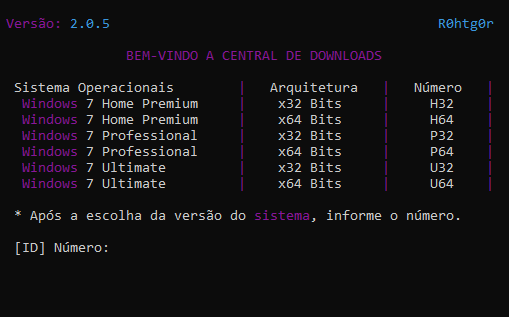 Versão: 2.0.5 R0htg0r
BEM-VINDO A CENTRAL DE DOWNLOADS
Sistema Operacionais | Arquitetura | Número |
Windows 7 Home Premium | x32 Bits | H32 |
Windows 7 Home Premium | x64 Bits | H64 |
Windows 7 Professional | x32 Bits | P32 |
Windows 7 Professional | x64 Bits | P64 |
Windows 7 Ultimate | x32 Bits | U32 |
Windows 7 Ultimate | x64 Bits | U64 |
* Após a escolha da versão do sistema, informe o número.
[ID] Número: